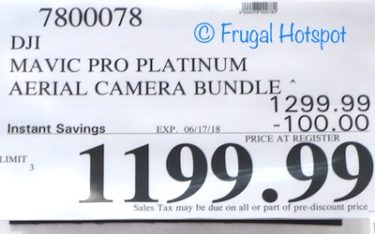 7800078
© Frugal Hotspot
DJI
MAVIC PRO PLATINUM
AERIAL CAMERA BUNDLE ^
1299.99
Instant Savings EXP. 06/17/18 -100.00
PRICE AT REGISTER
LIMIT 3
1199.99
Sales Tax may be due on all or part of pre-discount price